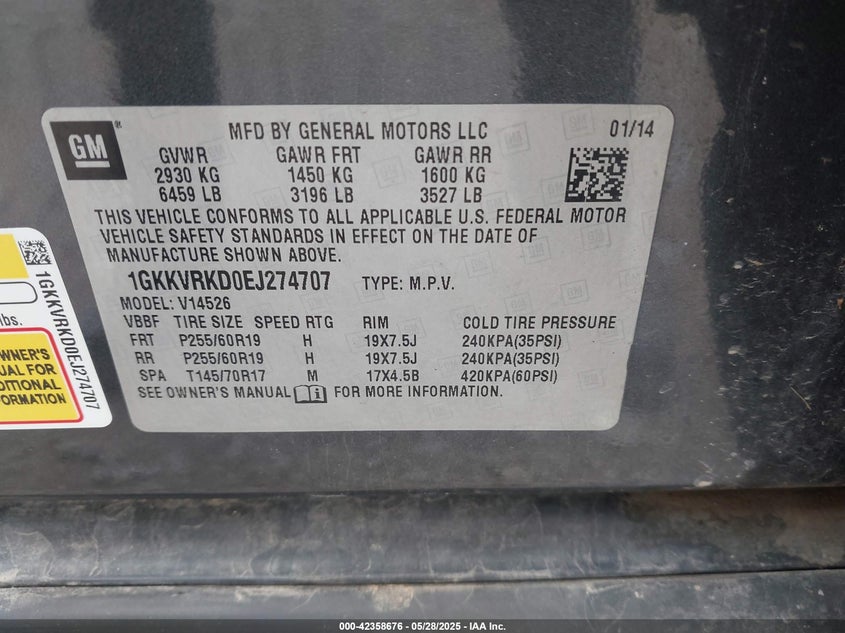 GM
MFD BY GENERAL MOTORS LLC 01/14
GVWR GAWR FRT GAWR RR
2930 KG 1450 KG 1600 KG
6459 LB 3196 LB 3527 LB
THIS VEHICLE CONFORMS TO ALL APPLICABLE U.S. FEDERAL MOTOR
VEHICLE SAFETY STANDARDS IN EFFECT ON THE DATE OF
MANUFACTURE SHOWN ABOVE.
1GKKVRKD0EJ274707 TYPE: M.P.V.
MODEL: V14526
VBBF TIRE SIZE SPEED RTG RIM COLD TIRE PRESSURE
FRT P255/60R19 H 19X7.5J 240KPA(35PSI)
RR P255/60R19 H 19X7.5J 240KPA(35PSI)
SPA T145/70R17 M 17X4.5B 420KPA(60PSI)
SEE OWNER'S MANUAL FOR MORE INFORMATION.
lbs.
OWNER'S
FOR
1GKKVRKD0EJ274707
000-42358676 - 05/28/2025 - IAA Inc.